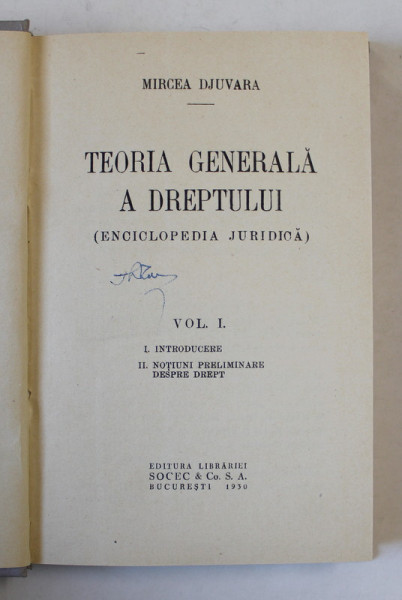 MIRCEA DJUVARA
TEORIA GENERALĂ
A DREPTULUI
(ENCICLOPEDIA JURIDICĂ)
VOL. I.
I. INTRODUCERE
II. NOȚIUNI PRELIMINARE
DESPRE DREPT
EDITURA LIBRĂRIEI
SOCEC & Co. S. A.
BUCUREȘTI 1930